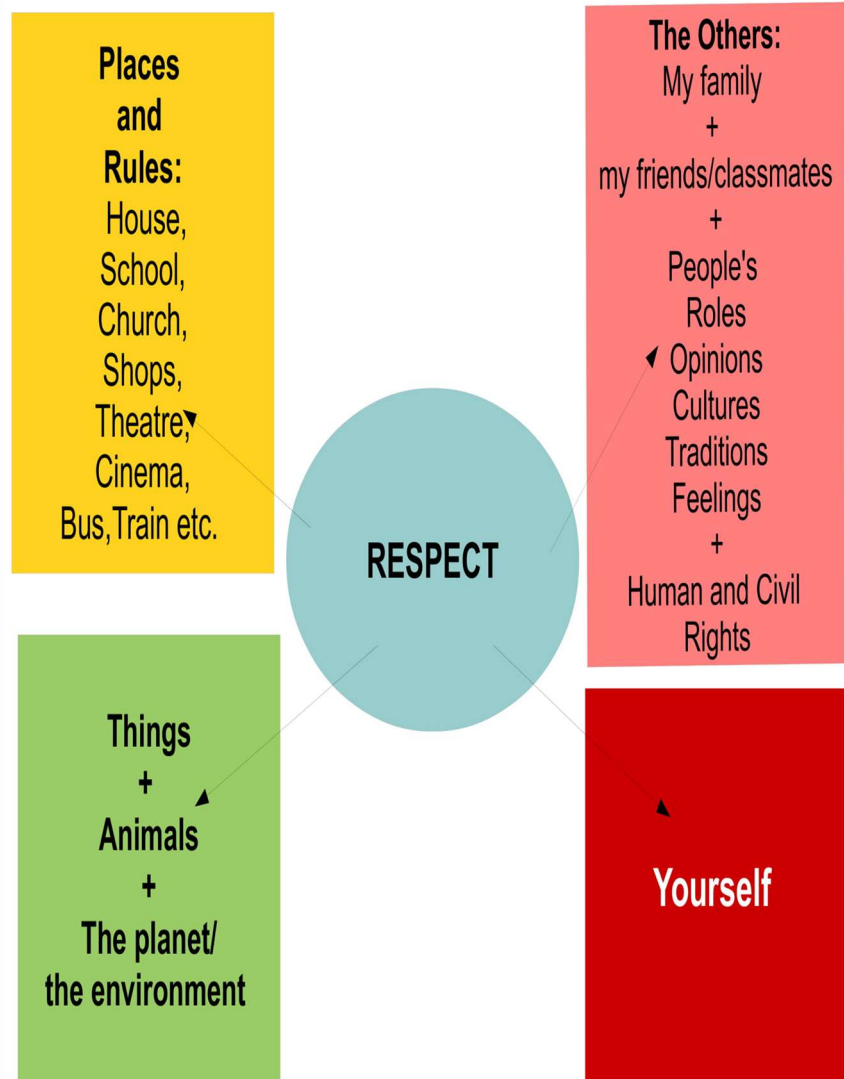 Places
and
Rules:
House,
School,
Church,
Shops,
Theatre,
Cinema,
Bus,Train etc.
The Others:
My family
+
my friends/classmates
+
People's
Roles
Opinions
Cultures
Traditions
Feelings
+
Human and Civil
Rights
RESPECT
Things
+
Animals
+
The planet/
the environment
Yourself